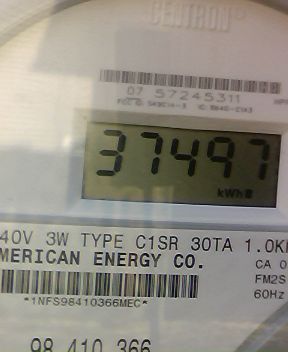 CENTRON®
07 57245311
37497
kWh
40V 3W TYPE C1SR 30TA 1.0K
MERICAN ENERGY CO.
CA 0
FM2S
60Hz
*1NFS98410366MEC*
98 410 366